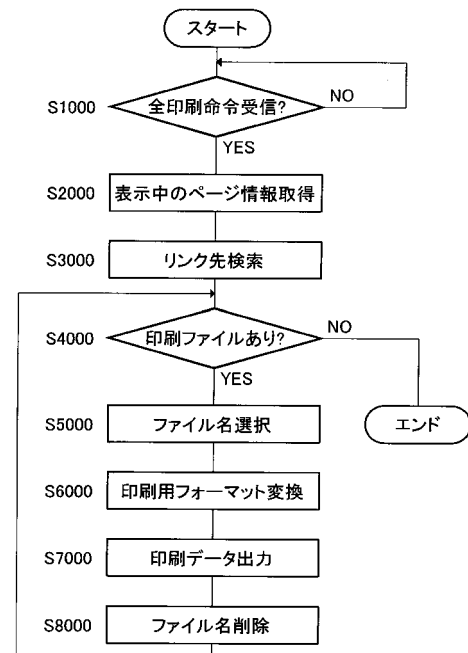 スタート
S1000
全印刷命令受信?
NO
YES
S2000
表示中のページ情報取得
S3000
リンク先検索
S4000
印刷ファイルあり?
NO
YES
S5000
ファイル名選択
エンド
S6000
印刷用フォーマット変換
S7000
印刷データ出力
S8000
ファイル名削除